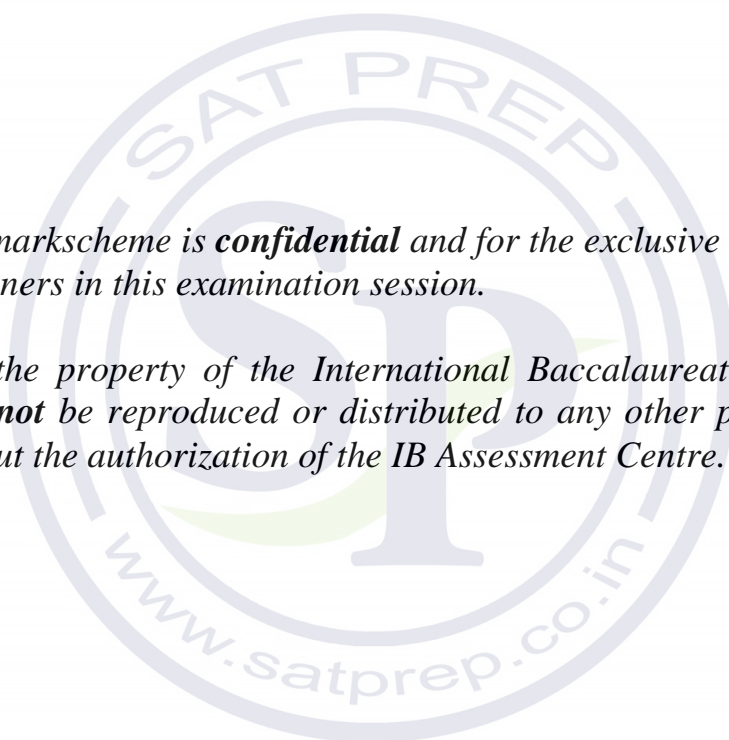 SAT PREP
markscheme is confidential and for the exclusive
ners in this examination session.
the property of the International Baccalaureat
not be reproduced or distributed to any other p
ut the authorization of the IB Assessment Centre.
SP
www.satprep.co.in